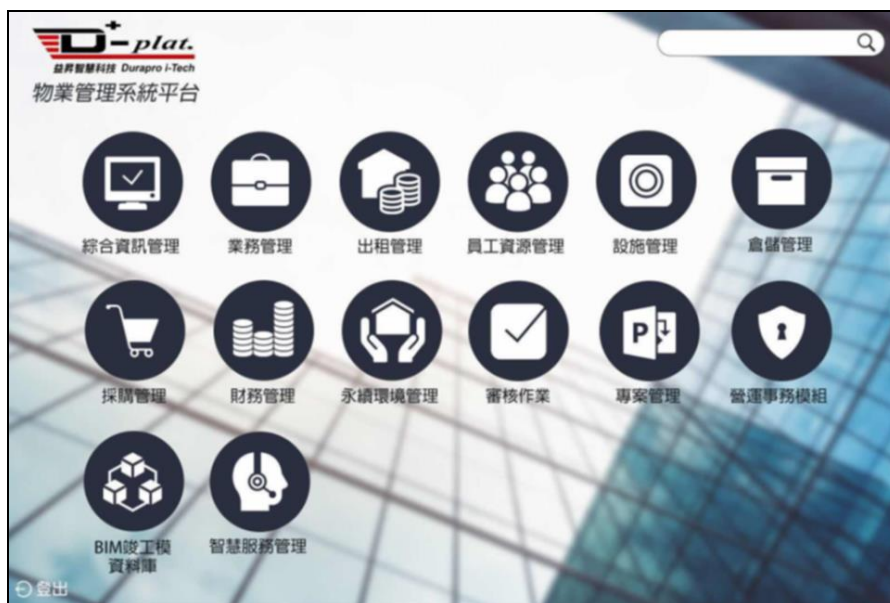 D+-plat.
益昇智慧科技 Durapro i-Tech
物業管理系統平台
綜合資訊管理
業務管理
出租管理
員工資源管理
設施管理
倉儲管理
採購管理
財務管理
永續環境管理
審核作業
P
專案管理
營運事務模組
BIM竣工模
資料庫
智慧服務管理
登出